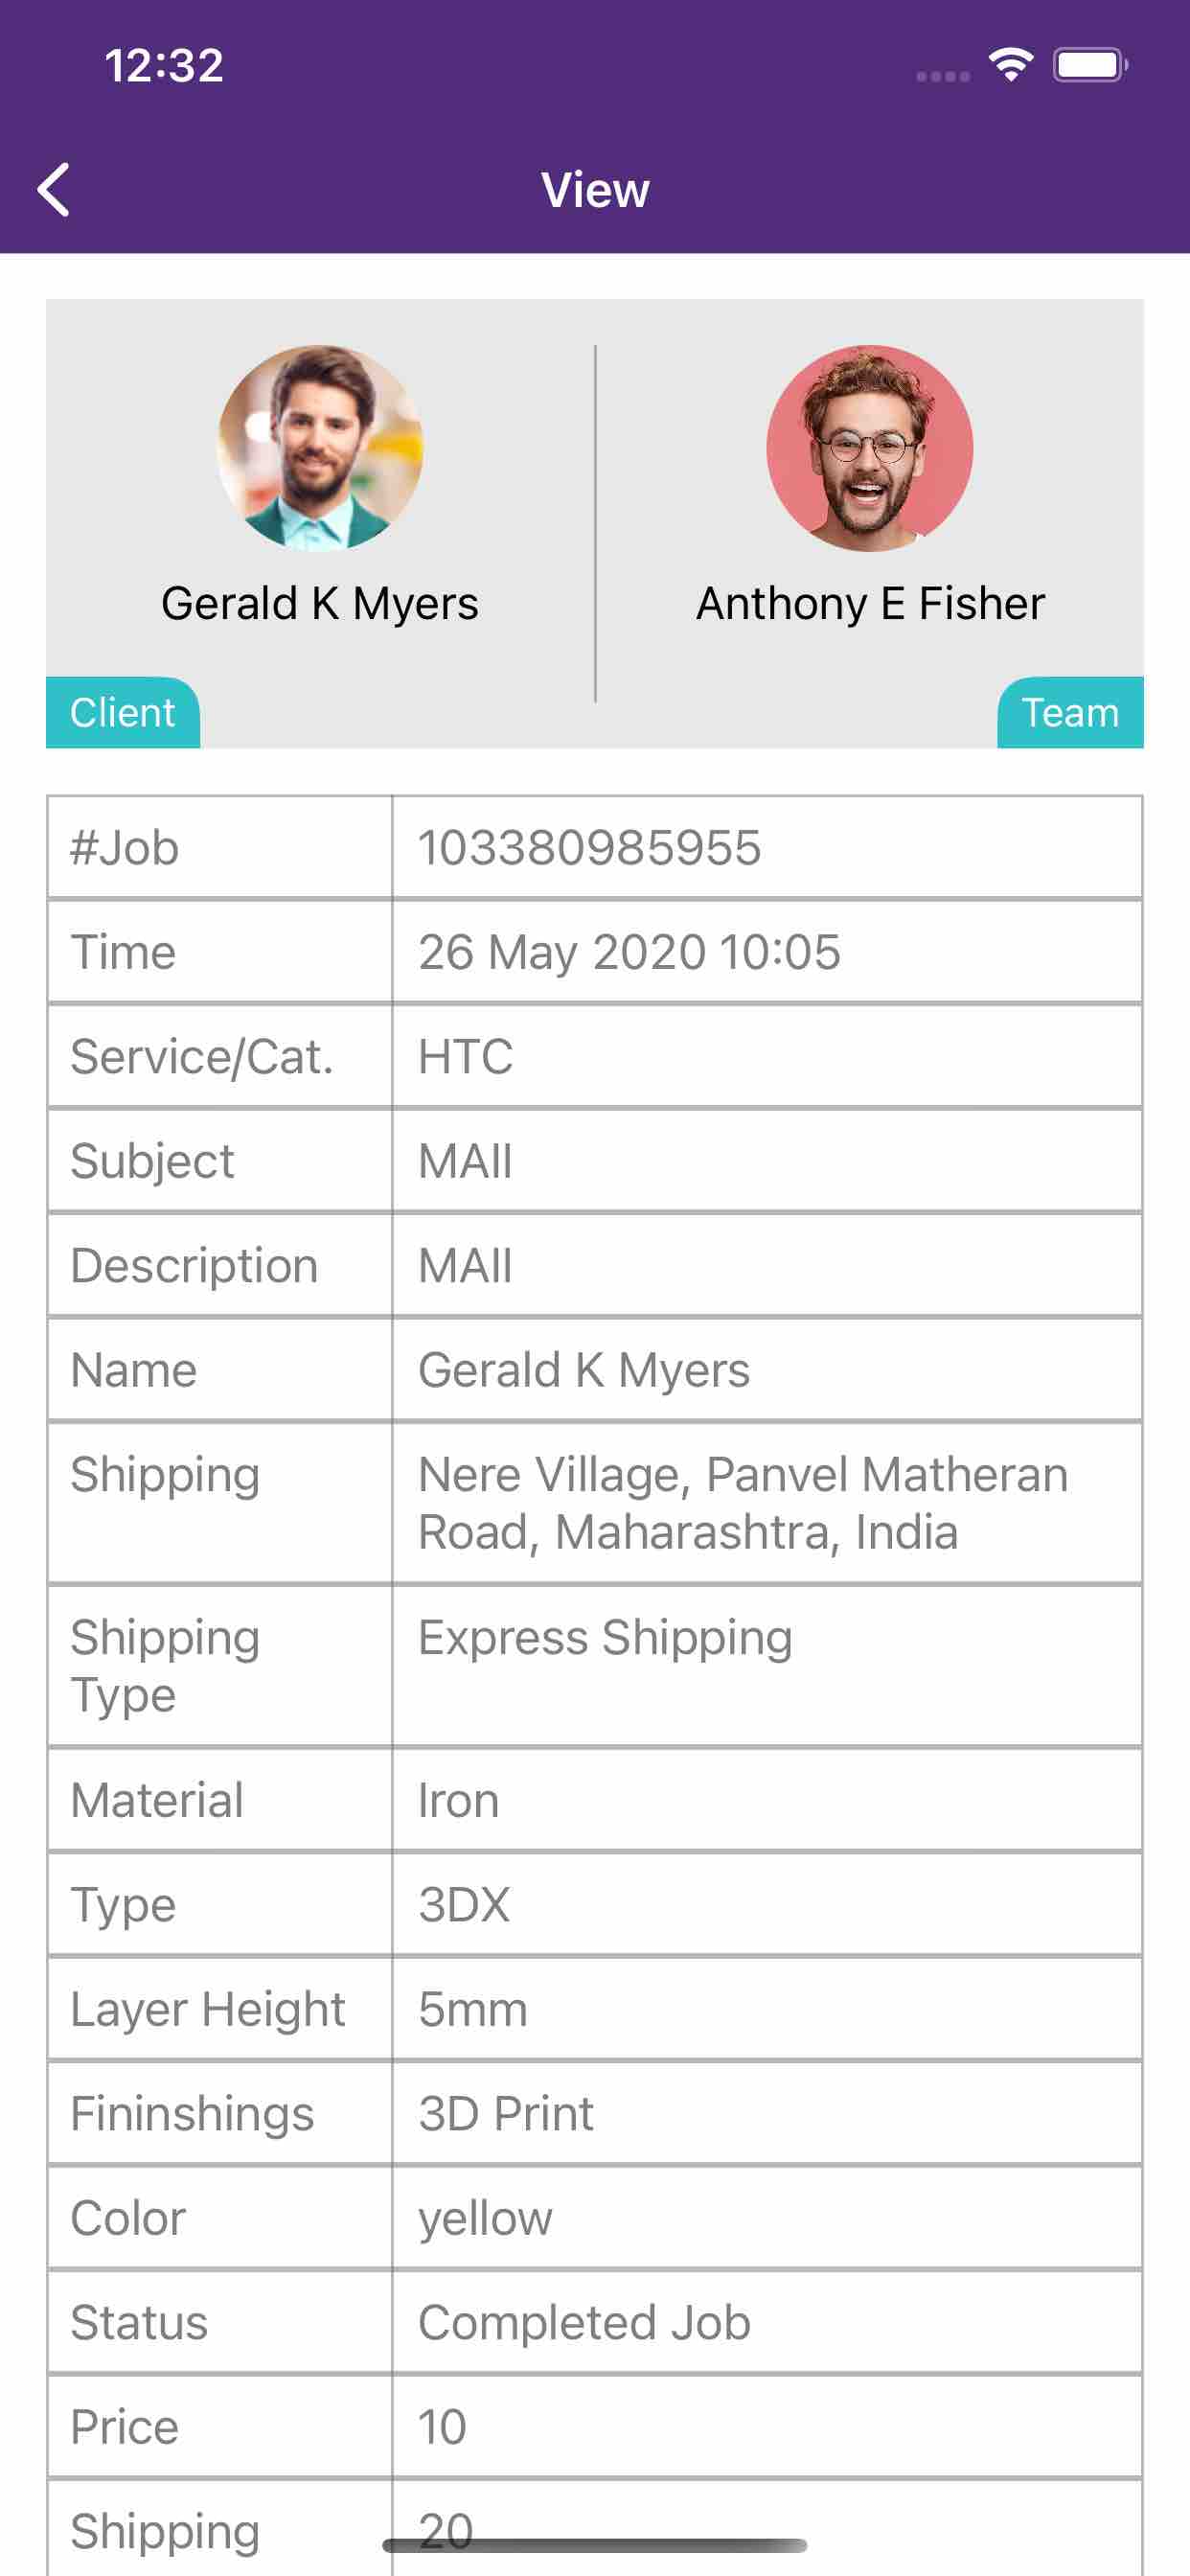 12:32
View
Gerald K Myers
Anthony E Fisher
Client
Team
#Job 103380985955
Time 26 May 2020 10:05
Service/Cat. HTC
Subject MAII
Description MAII
Name Gerald K Myers
Shipping Nere Village, Panvel Matheran
Road, Maharashtra, India
Shipping Express Shipping
Type
Material Iron
Type 3DX
Layer Height 5mm
Fininshings 3D Print
Color yellow
Status Completed Job
Price 10
Shipping 20